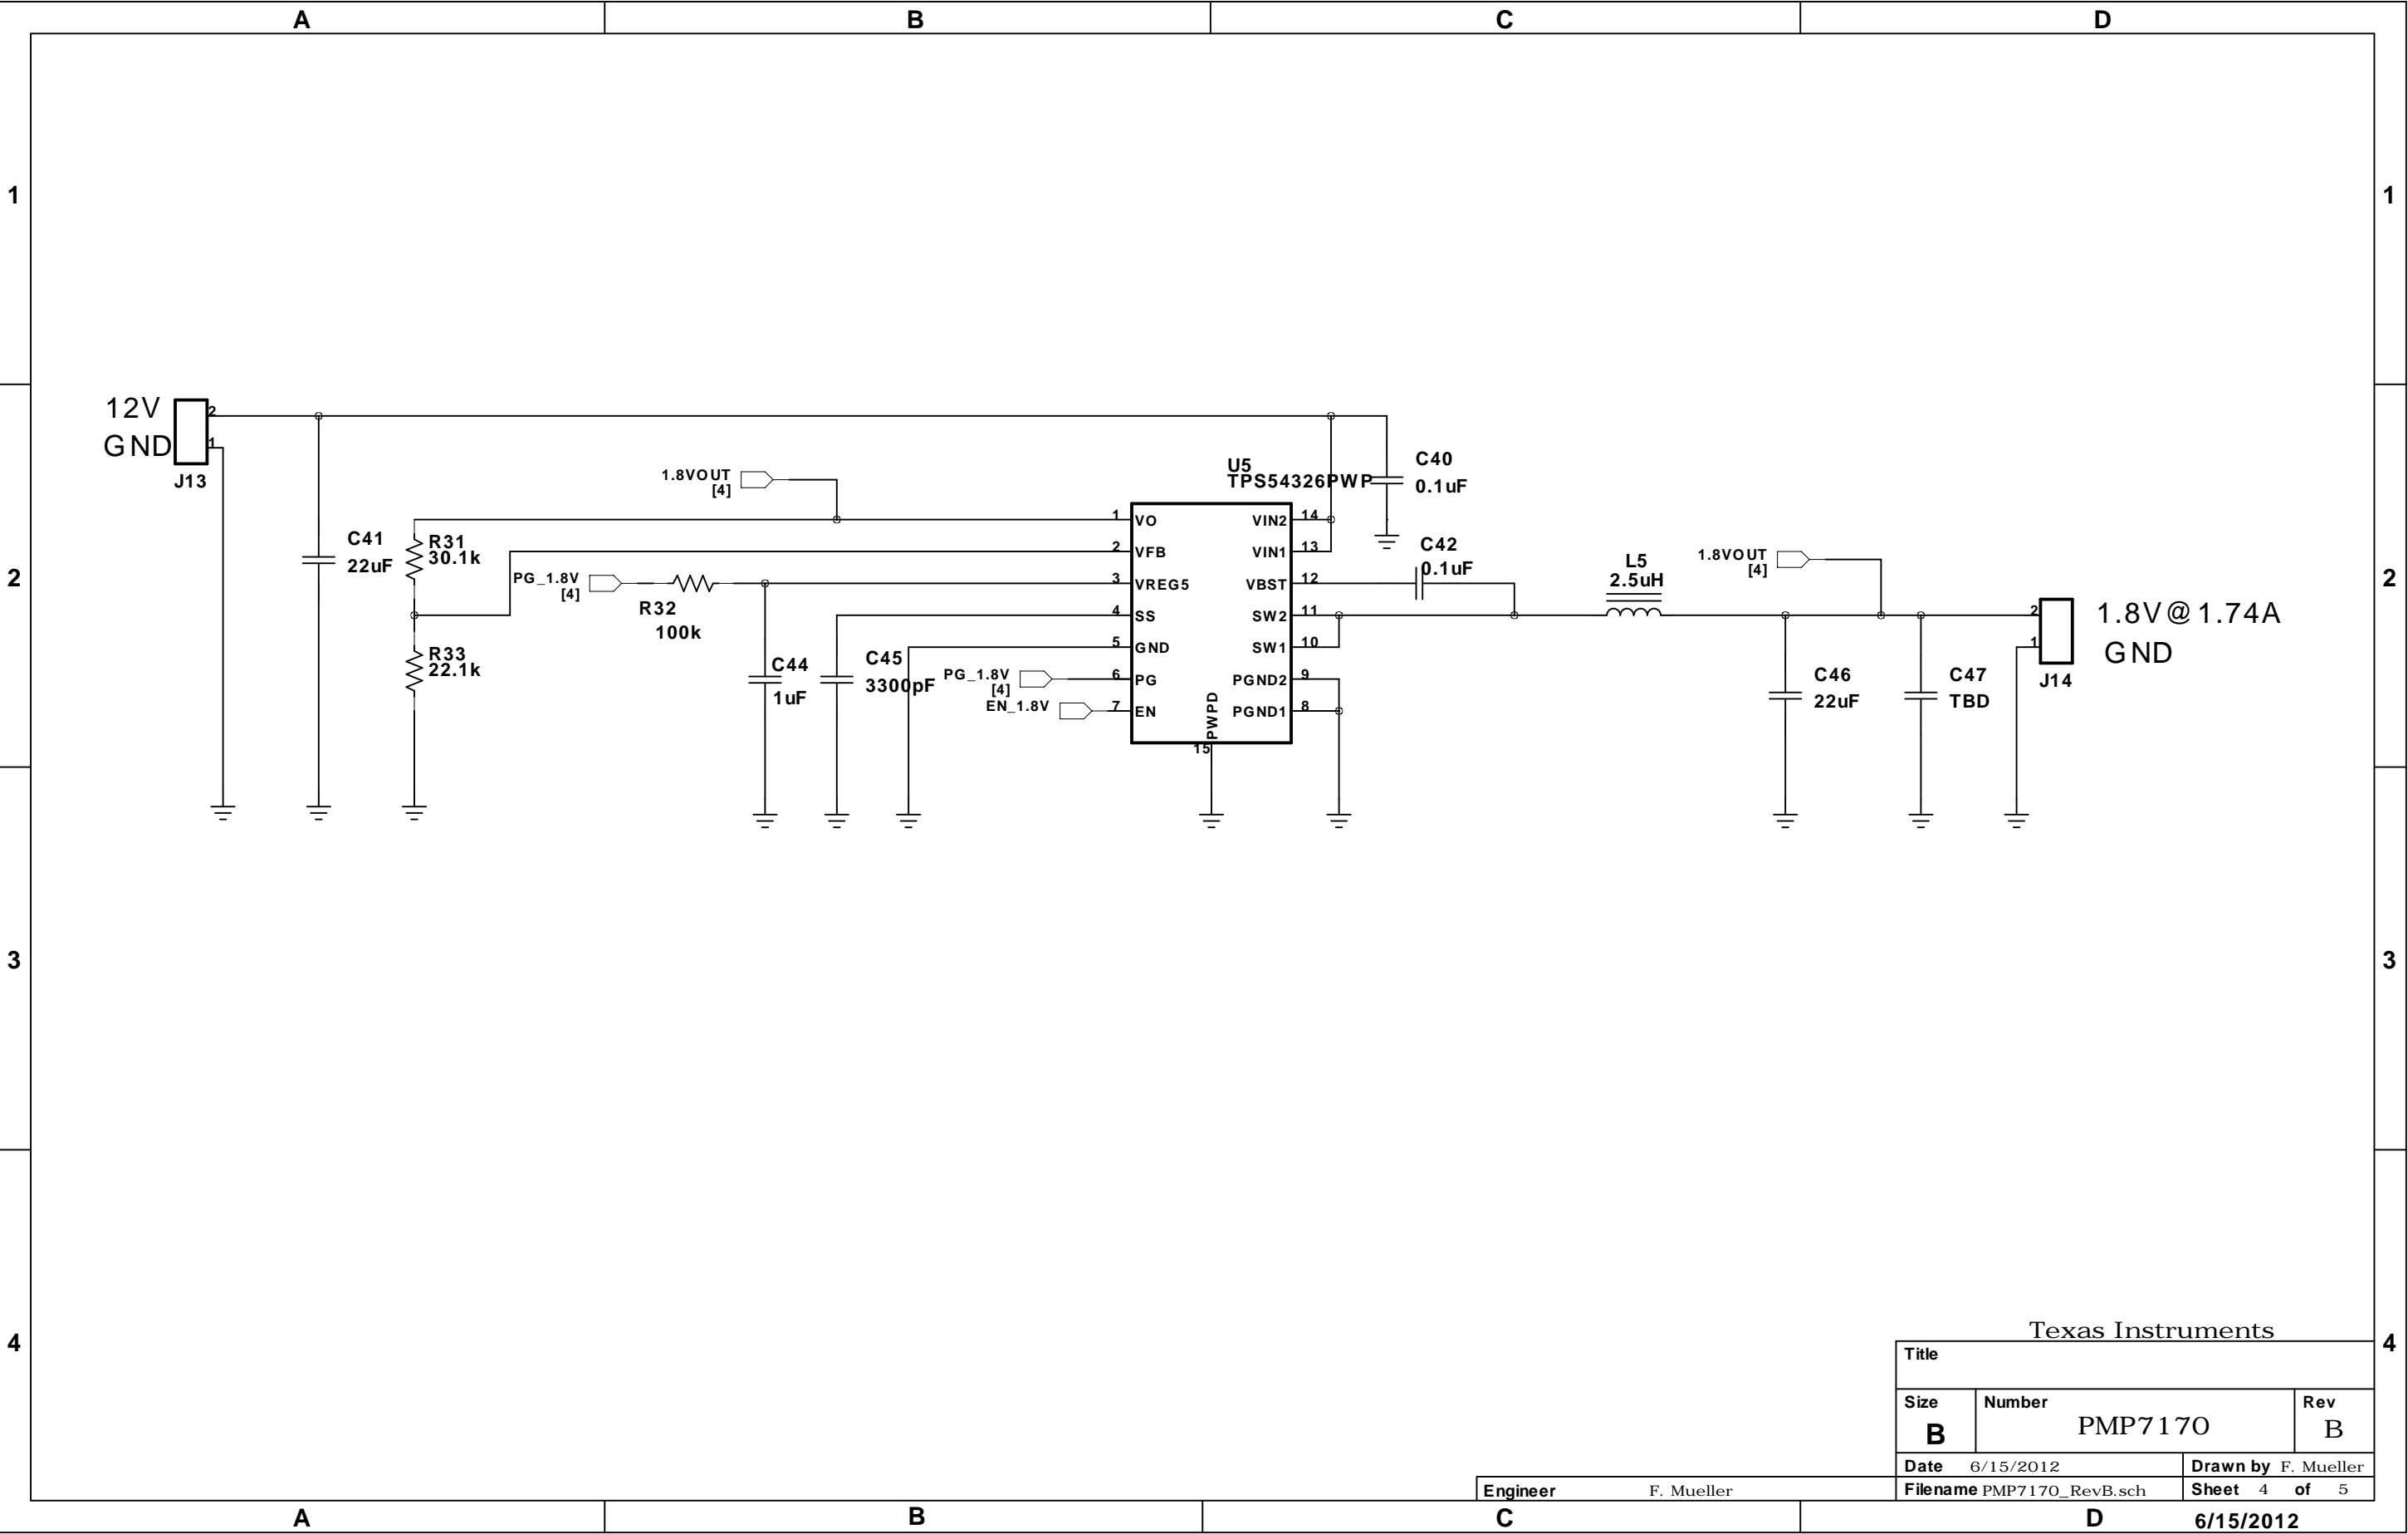 A B C D
1 1
12V
GND
2
1
J13
C41
22uF
R31
30.1k
R33
22.1k
1.8VOUT
[4]
PG_1.8V
[4]
R32
100k
C44
1uF
C45
3300pF
PG_1.8V
[4]
EN_1.8V
U5
TPS54326PWP
1 VO VIN2 14
2 VFB VIN1 13
3 VREG5 VBST 12
4 SS SW2 11
5 GND SW1 10
6 PG PGND2 9
7 EN PGND1 8
PWPD
15
C40
0.1uF
C42
0.1uF
L5
2.5uH
1.8VOUT
[4]
C46
22uF
C47
TBD
2
1
J14
1.8V@1.74A
GND
2 2
3 3
4 4
Texas Instruments
Title
Size Number Rev
B PMP7170 B
Date 6/15/2012 Drawn by F. Mueller
Engineer F. Mueller Filename PMP7170_RevB.sch Sheet 4 of 5
A B C D 6/15/2012